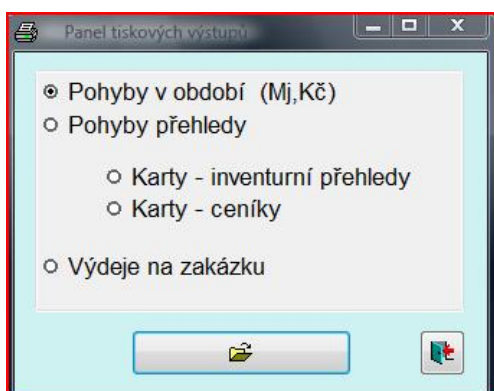 Panel tiskových výstupů
Pohyby v období (Mj,Kč)
Pohyby přehledy
Karty - inventurní přehledy
Karty - ceníky
Výdeje na zakázku